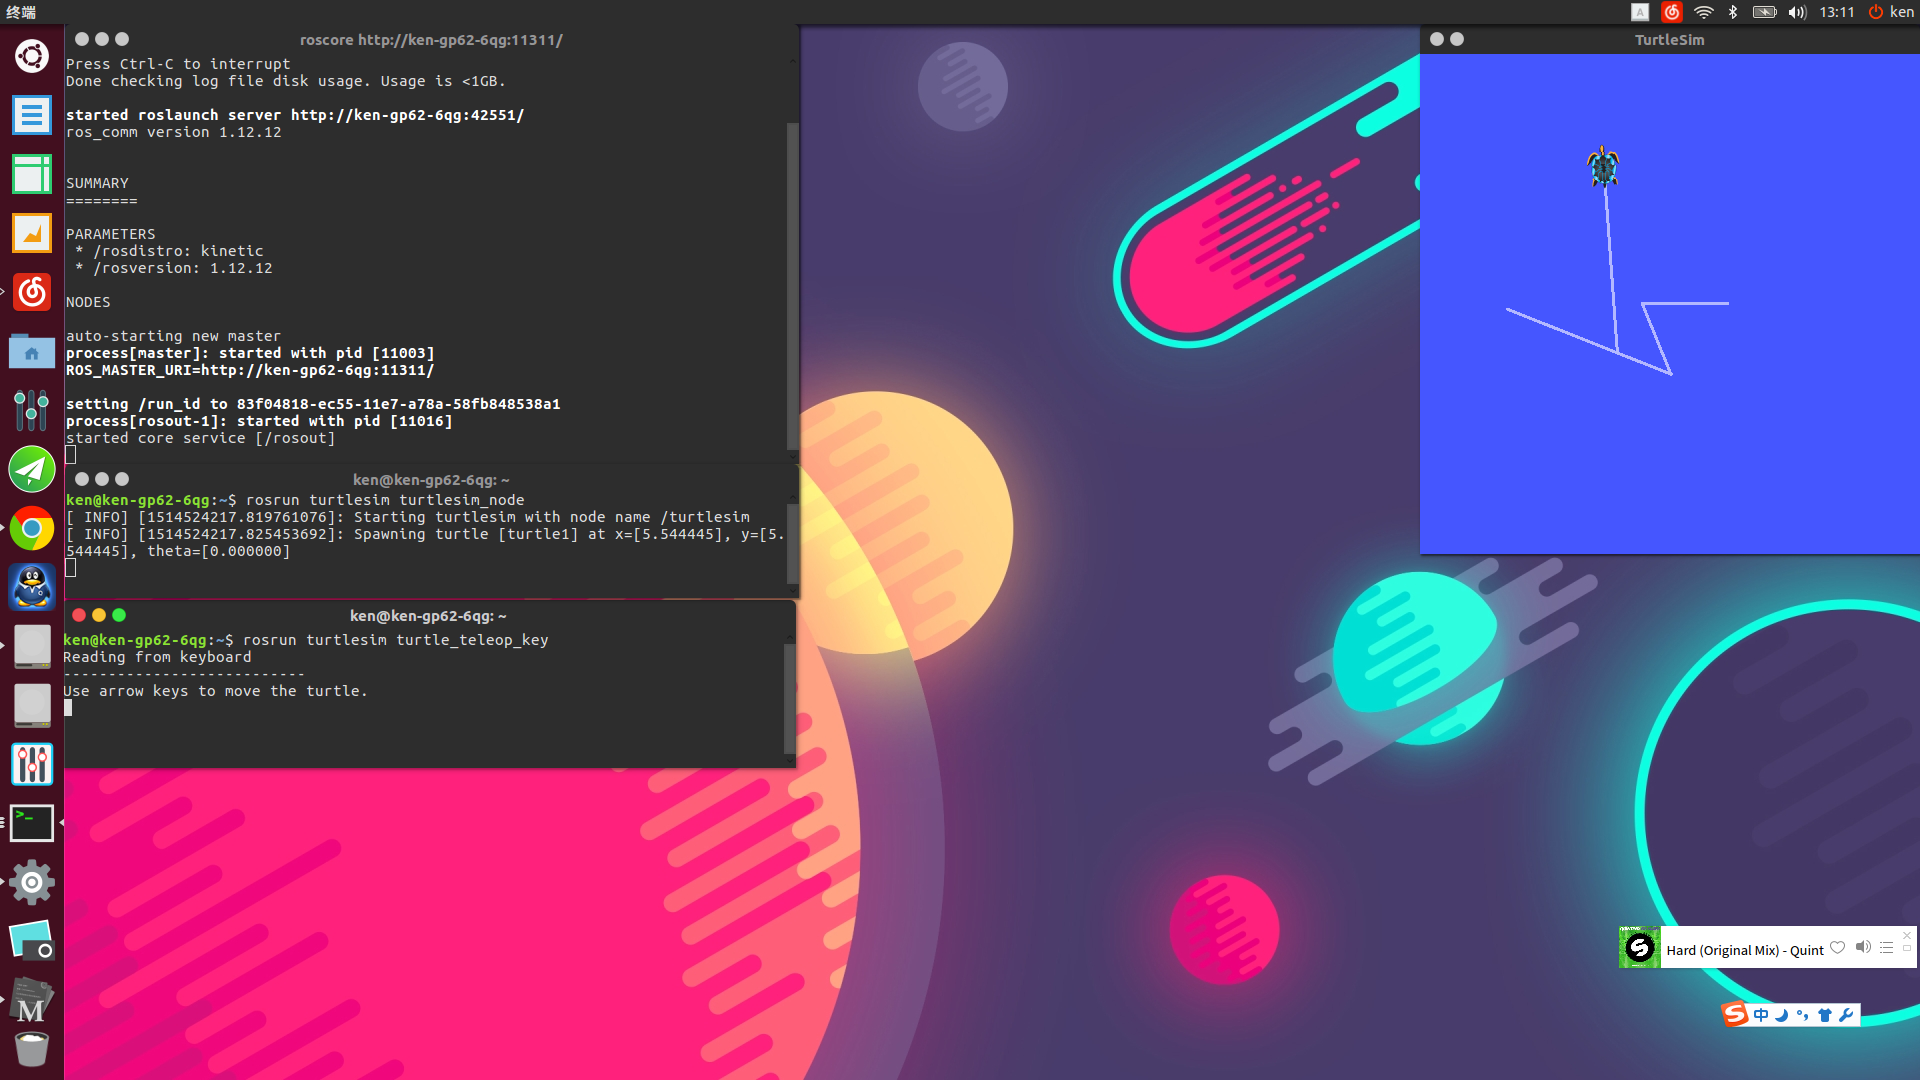 终端
13:11
ken
roscore http://ken-gp62-6qg:11311/
Press Ctrl-C to interrupt
Done checking log file disk usage. Usage is <1GB.
started roslaunch server http://ken-gp62-6qg:42551/
ros_comm version 1.12.12
SUMMARY
========
PARAMETERS
* /rosdistro: kinetic
* /rosversion: 1.12.12
NODES
auto-starting new master
process[master]: started with pid [11003]
ROS_MASTER_URI=http://ken-gp62-6qg:11311/
setting /run_id to 83f04818-ec55-11e7-a78a-58fb848538a1
process[rosout-1]: started with pid [11016]
started core service [/rosout]
ken@ken-gp62-6qg: ~
ken@ken-gp62-6qg:~$ rosrun turtlesim turtlesim_node
[ INFO] [1514524217.819761076]: Starting turtlesim with node name /turtlesim
[ INFO] [1514524217.825453692]: Spawning turtle [turtle1] at x=[5.544445], y=[5.
544445], theta=[0.000000]
ken@ken-gp62-6qg: ~
ken@ken-gp62-6qg:~$ rosrun turtlesim turtle_teleop_key
Reading from keyboard
---------------------------
Use arrow keys to move the turtle.
TurtleSim
Hard (Original Mix) - Quint
中